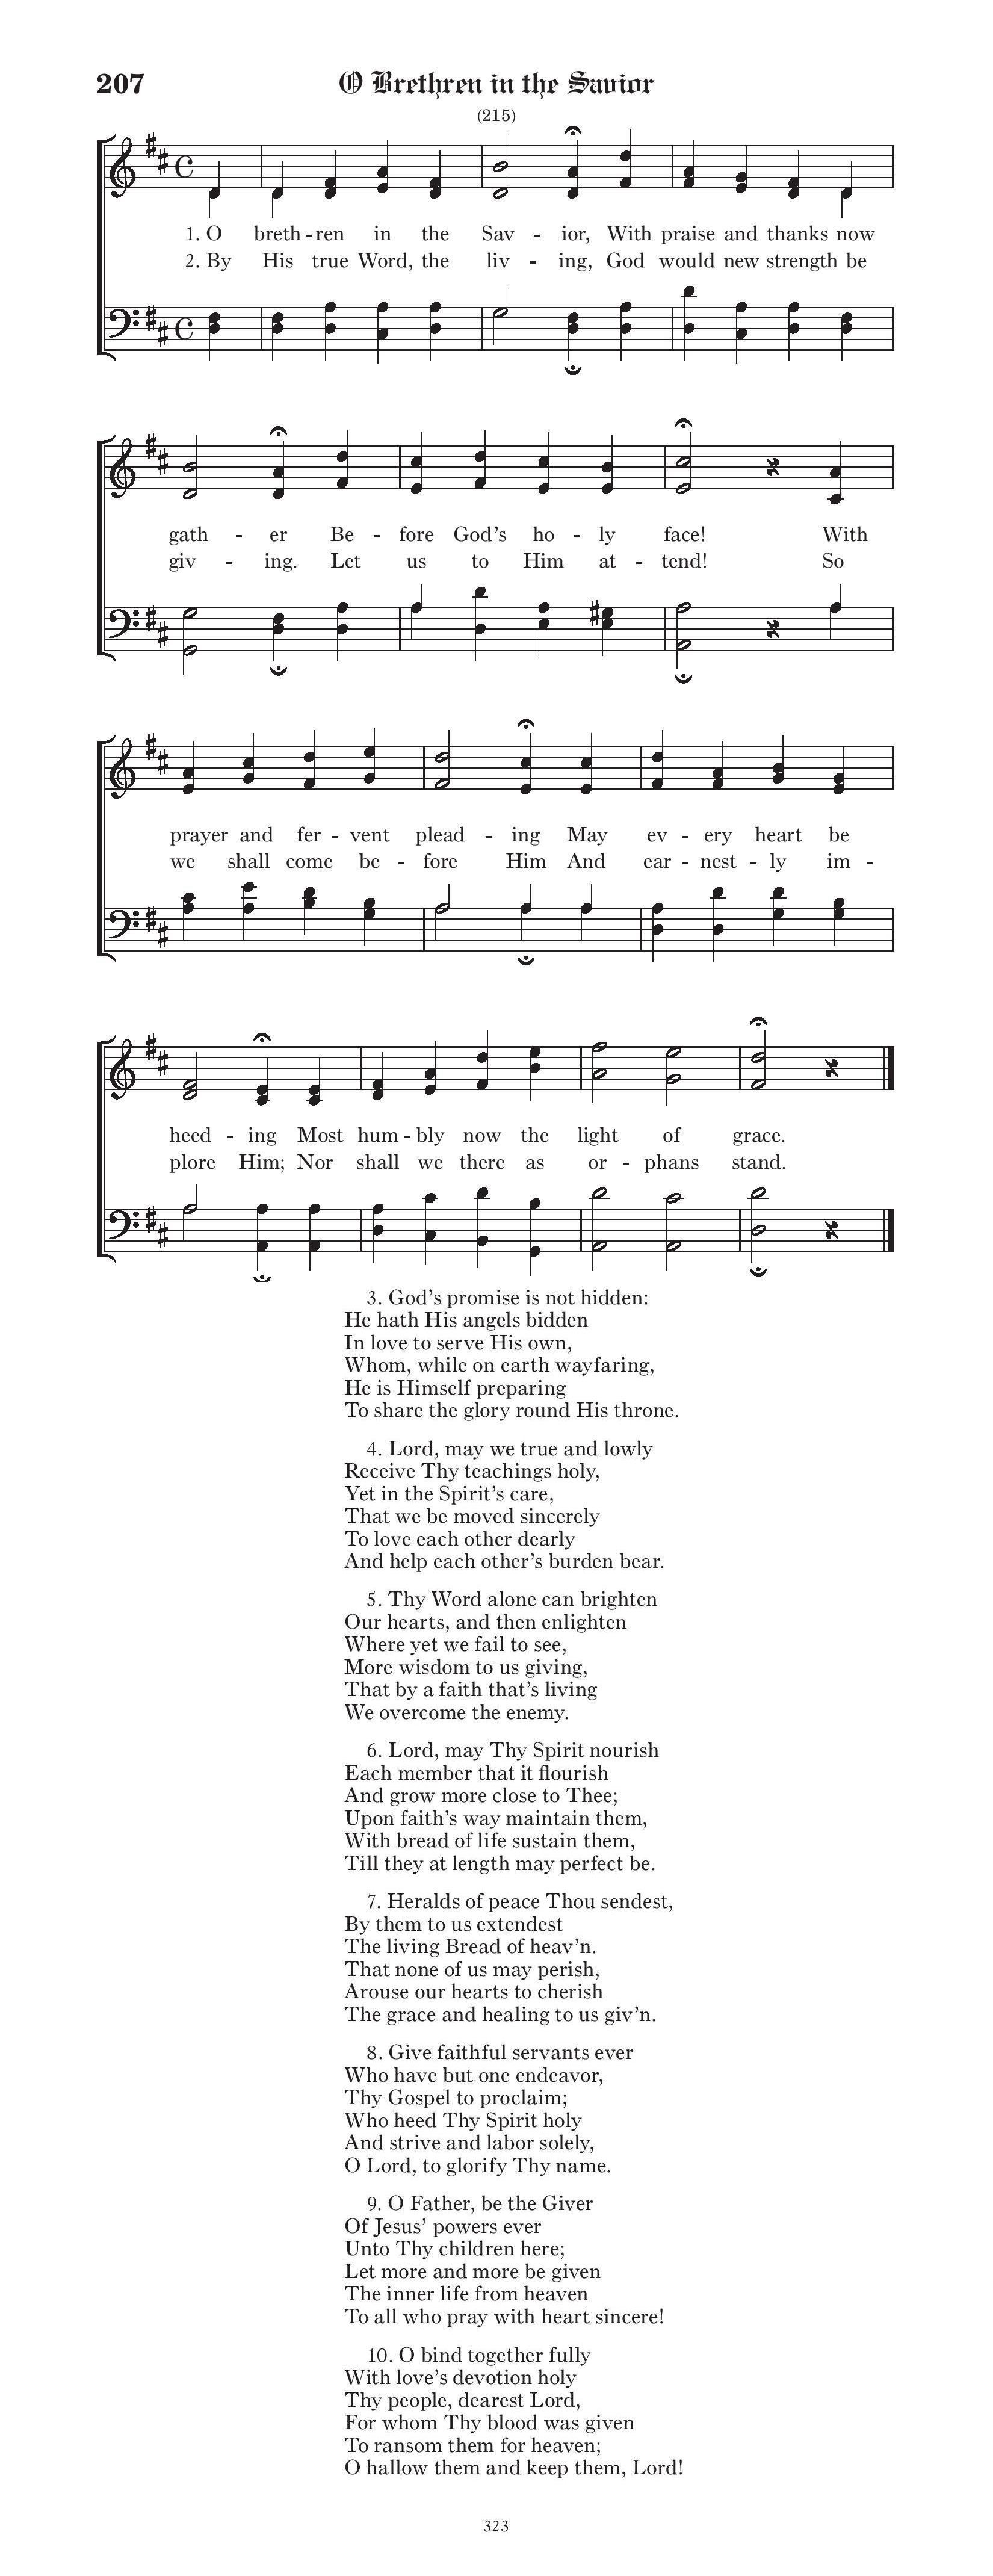 207 O Brethren in the Savior
(215)
1. O breth - ren in the Sav - ior, With praise and thanks now
2. By His true Word, the liv - ing, God would new strength be
gath - er Be - fore God’s ho - ly face! With
giv - ing. Let us to Him at - tend! So
prayer and fer - vent plead - ing May ev - ery heart be
we shall come be - fore Him And ear - nest - ly im -
heed - ing Most hum - bly now the light of grace.
plore Him; Nor shall we there as or - phans stand.
3. God’s promise is not hidden:
He hath His angels bidden
In love to serve His own,
Whom, while on earth wayfaring,
He is Himself preparing
To share the glory round His throne.
4. Lord, may we true and lowly
Receive Thy teachings holy,
Yet in the Spirit’s care,
That we be moved sincerely
To love each other dearly
And help each other’s burden bear.
5. Thy Word alone can brighten
Our hearts, and then enlighten
Where yet we fail to see,
More wisdom to us giving,
That by a faith that’s living
We overcome the enemy.
6. Lord, may Thy Spirit nourish
Each member that it flourish
And grow more close to Thee;
Upon faith’s way maintain them,
With bread of life sustain them,
Till they at length may perfect be.
7. Heralds of peace Thou sendest,
By them to us extendest
The living Bread of heav’n.
That none of us may perish,
Arouse our hearts to cherish
The grace and healing to us giv’n.
8. Give faithful servants ever
Who have but one endeavor,
Thy Gospel to proclaim;
Who heed Thy Spirit holy
And strive and labor solely,
O Lord, to glorify Thy name.
9. O Father, be the Giver
Of Jesus’ powers ever
Unto Thy children here;
Let more and more be given
The inner life from heaven
To all who pray with heart sincere!
10. O bind together fully
With love’s devotion holy
Thy people, dearest Lord,
For whom Thy blood was given
To ransom them for heaven;
O hallow them and keep them, Lord!
323